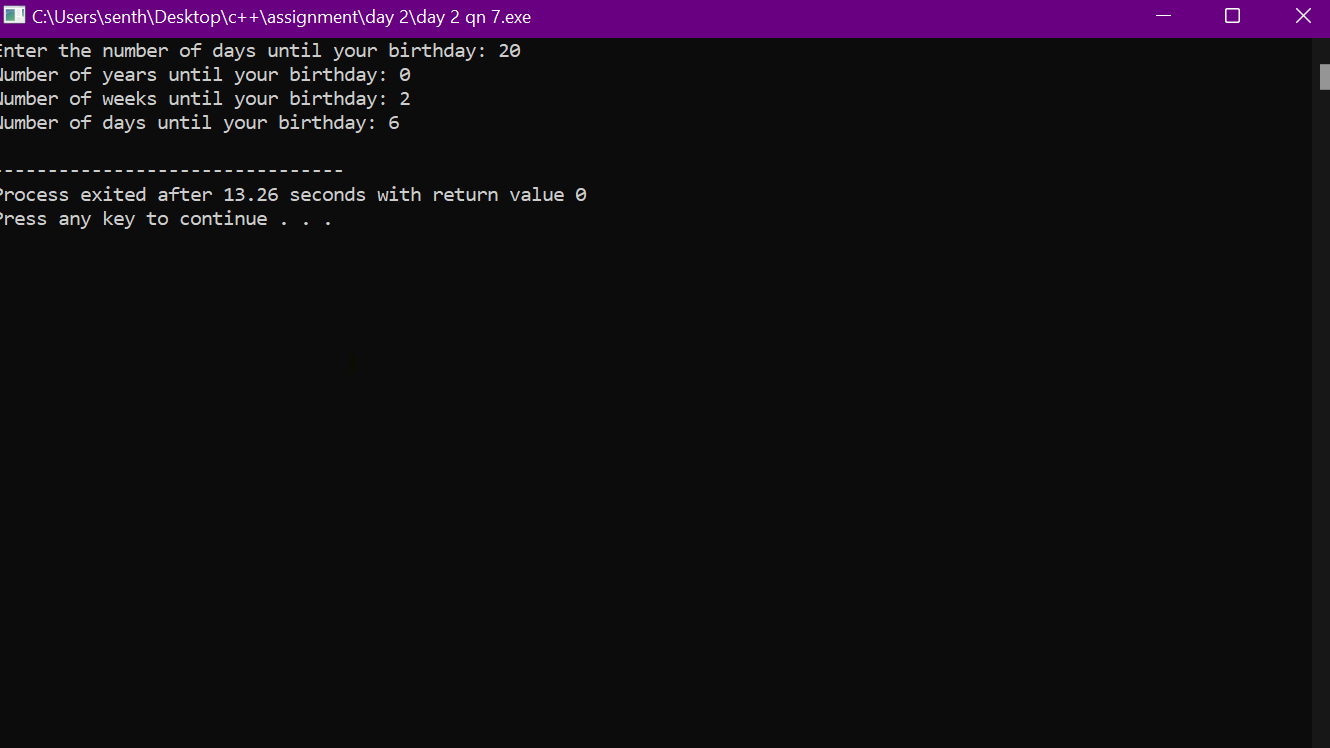 C:\Users\senth\Desktop\c++\assignment\day 2\day 2 qn 7.exe
Enter the number of days until your birthday: 20
Number of years until your birthday: 0
Number of weeks until your birthday: 2
Number of days until your birthday: 6
--------------------------------
Process exited after 13.26 seconds with return value 0
Press any key to continue . . .